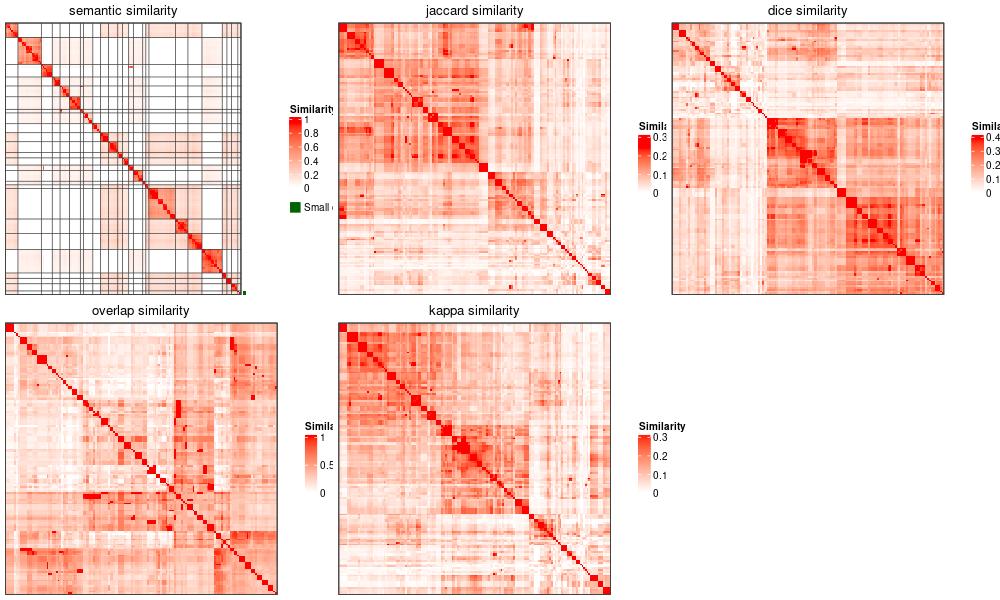 semantic similarity
jaccard similarity
dice similarity
Similarity
1
0.8
0.6
0.4
0.2
0
Small
0.3
0.2
0.1
0
0.4
0.3
0.2
0.1
0
overlap similarity
kappa similarity
1
0.5
0
Similarity
0.3
0.2
0.1
0